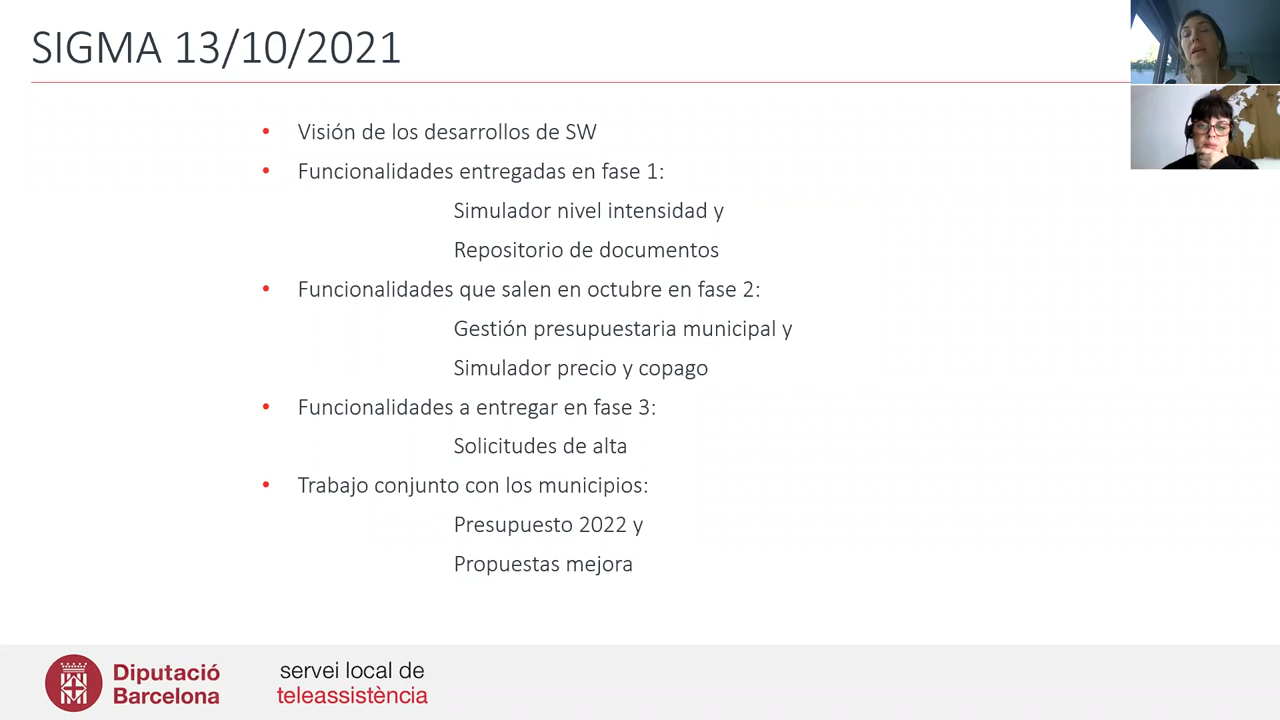 SIGMA 13/10/2021
• Visión de los desarrollos de SW
• Funcionalidades entregadas en fase 1:
Simulador nivel intensidad y
Repositorio de documentos
• Funcionalidades que salen en octubre en fase 2:
Gestión presupuestaria municipal y
Simulador precio y copago
• Funcionalidades a entregar en fase 3:
Solicitudes de alta
• Trabajo conjunto con los municipios:
Presupuesto 2022 y
Propuestas mejora
Diputació
Barcelona
servei local de
teleassistència